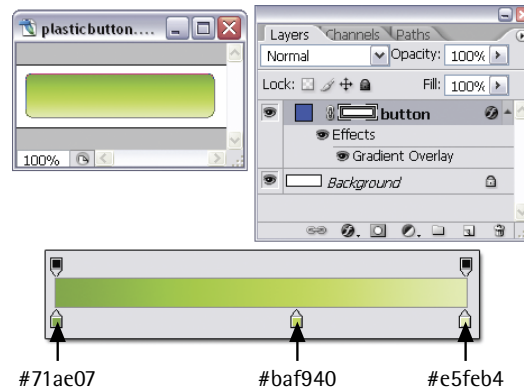 plasticbutton....
100%
Layers Channels Paths
Normal Opacity: 100%
Lock: Fill: 100%
button
Effects
Gradient Overlay
Background
#71ae07 #baf940 #e5feb4